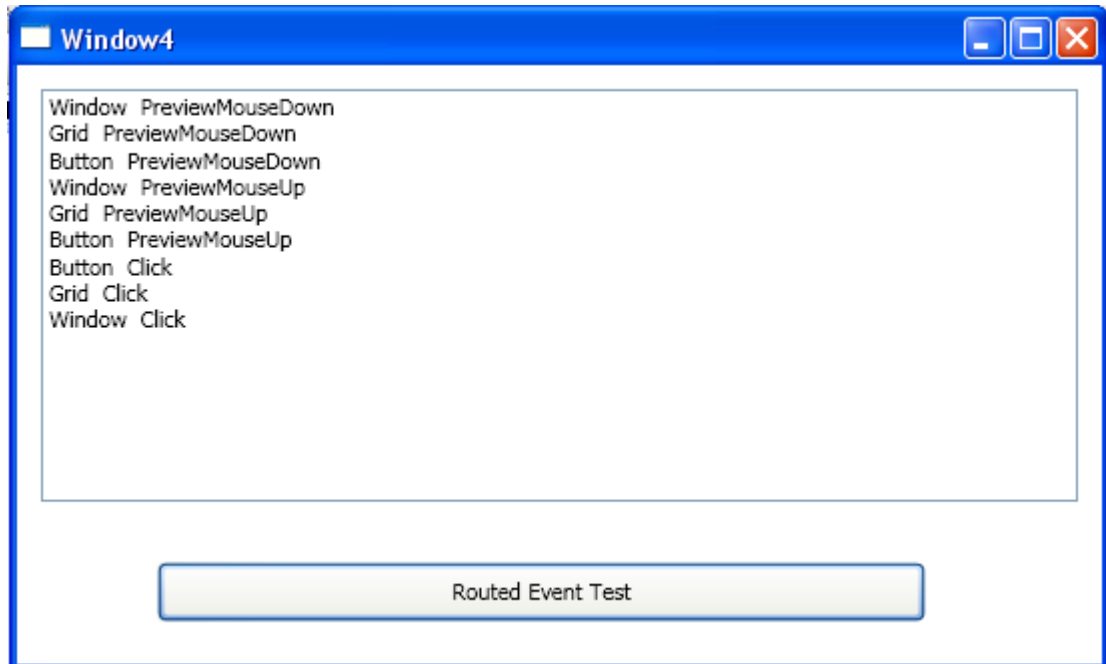 Window4
Window PreviewMouseDown
Grid PreviewMouseDown
Button PreviewMouseDown
Window PreviewMouseUp
Grid PreviewMouseUp
Button PreviewMouseUp
Button Click
Grid Click
Window Click
Routed Event Test